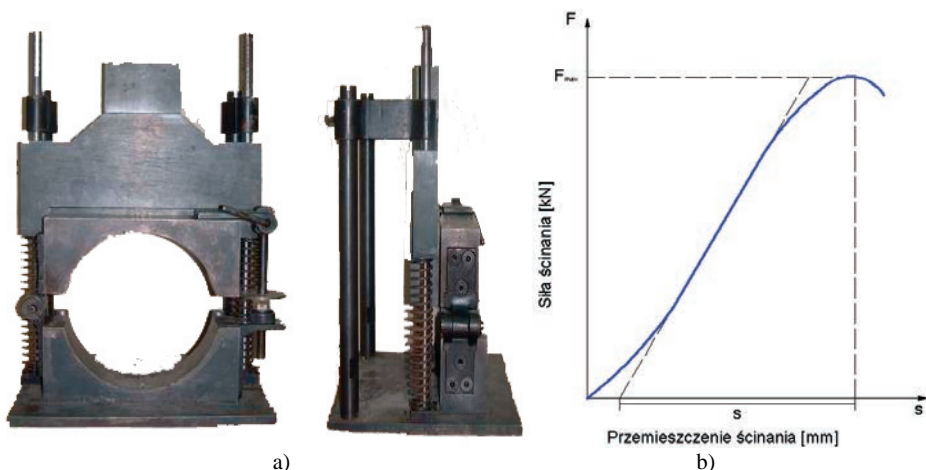 F
Fmax
Siła ścinania [kN]
s
s
Przemieszczenie ścinania [mm]
a)
b)